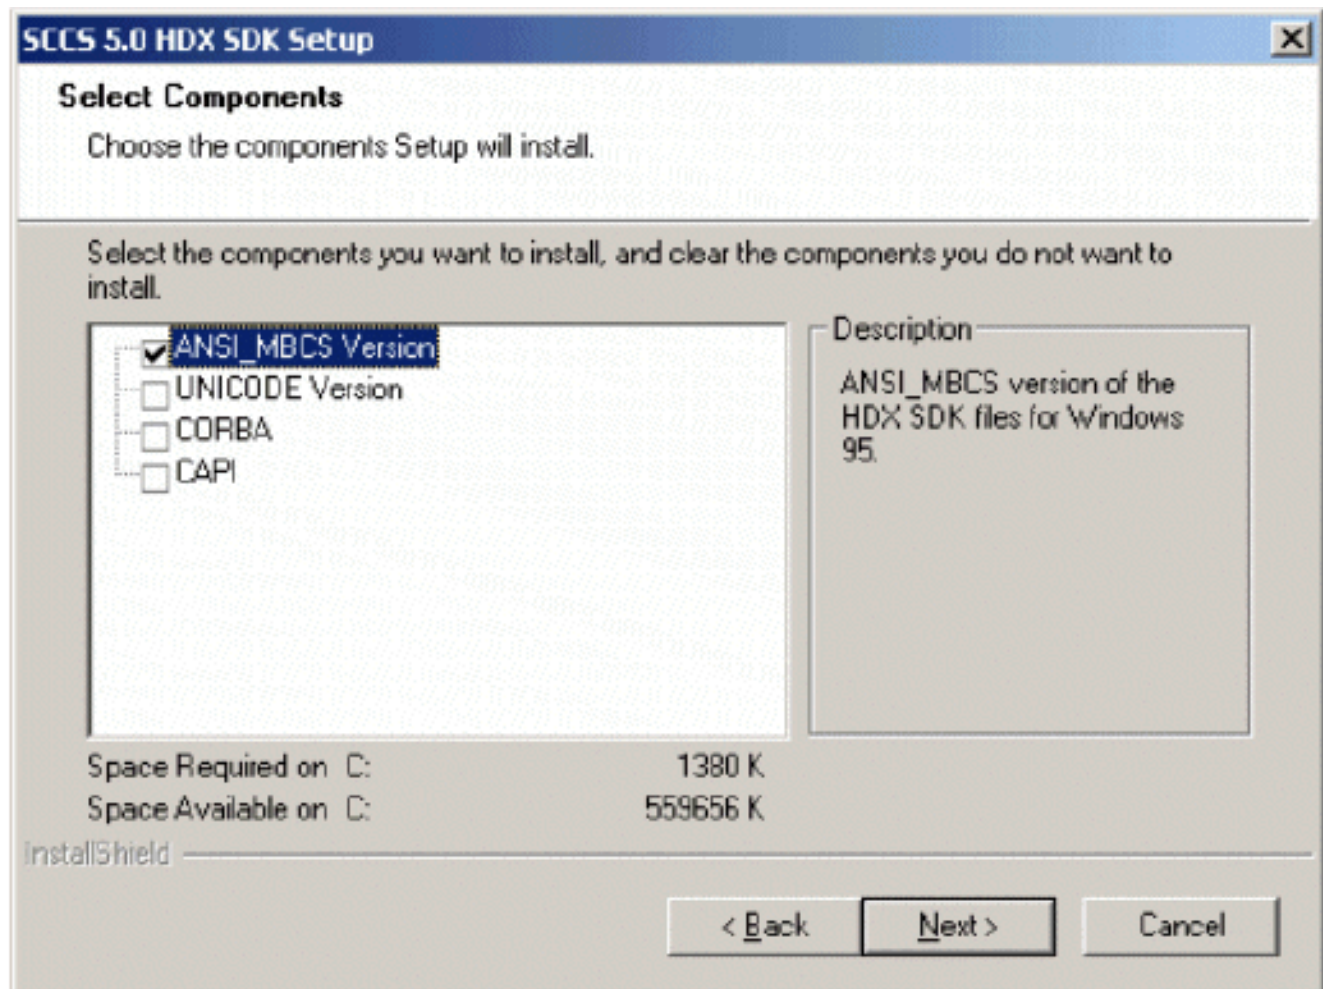 SCCS 5.0 HDX SDK Setup
Select Components
Choose the components Setup will install.
Select the components you want to install, and clear the components you do not want to
install.
ANSI_MBCS Version
UNICODE Version
CORBA
CAPI
Description
ANSI_MBCS version of the
HDX SDK files for Windows
95.
Space Required on C: 1380 K
Space Available on C: 559656 K
InstallShield
< Back Next > Cancel